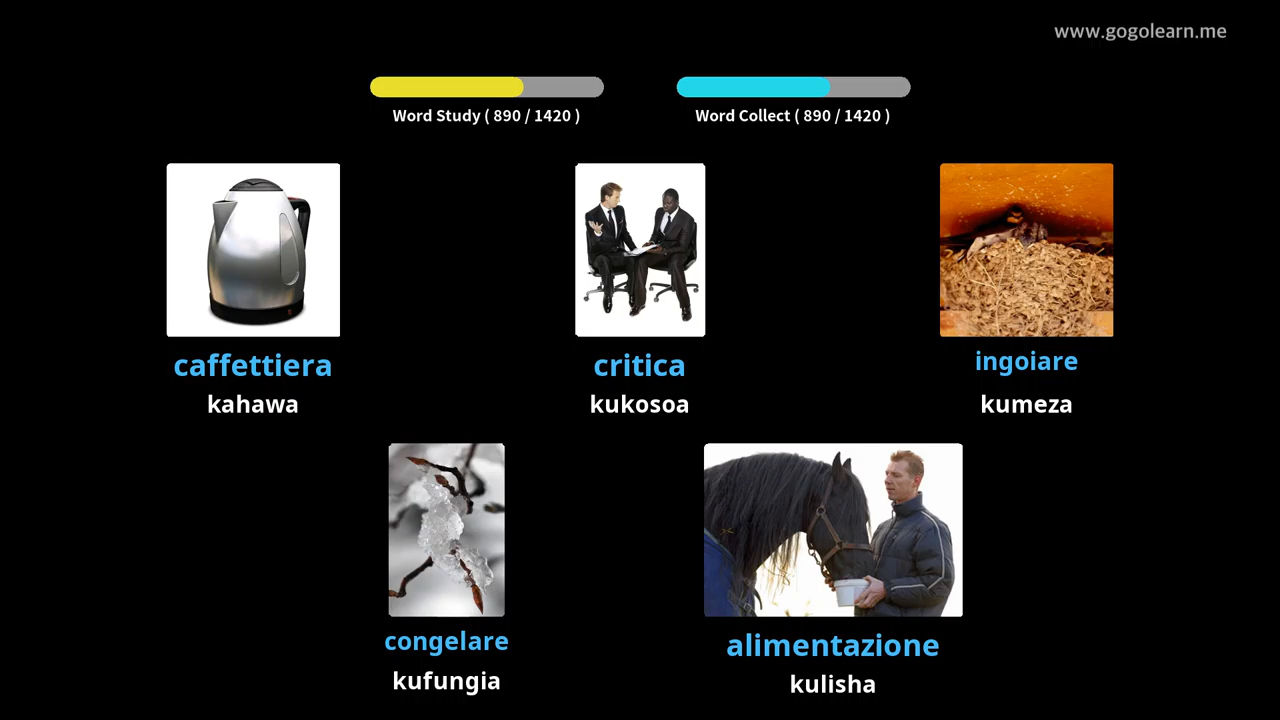 www.gogolearn.me
Word Study ( 890 / 1420 )
Word Collect ( 890 / 1420 )
caffettiera
kahawa
critica
kukosoa
ingoiare
kumeza
congelare
kufungia
alimentazione
kulisha